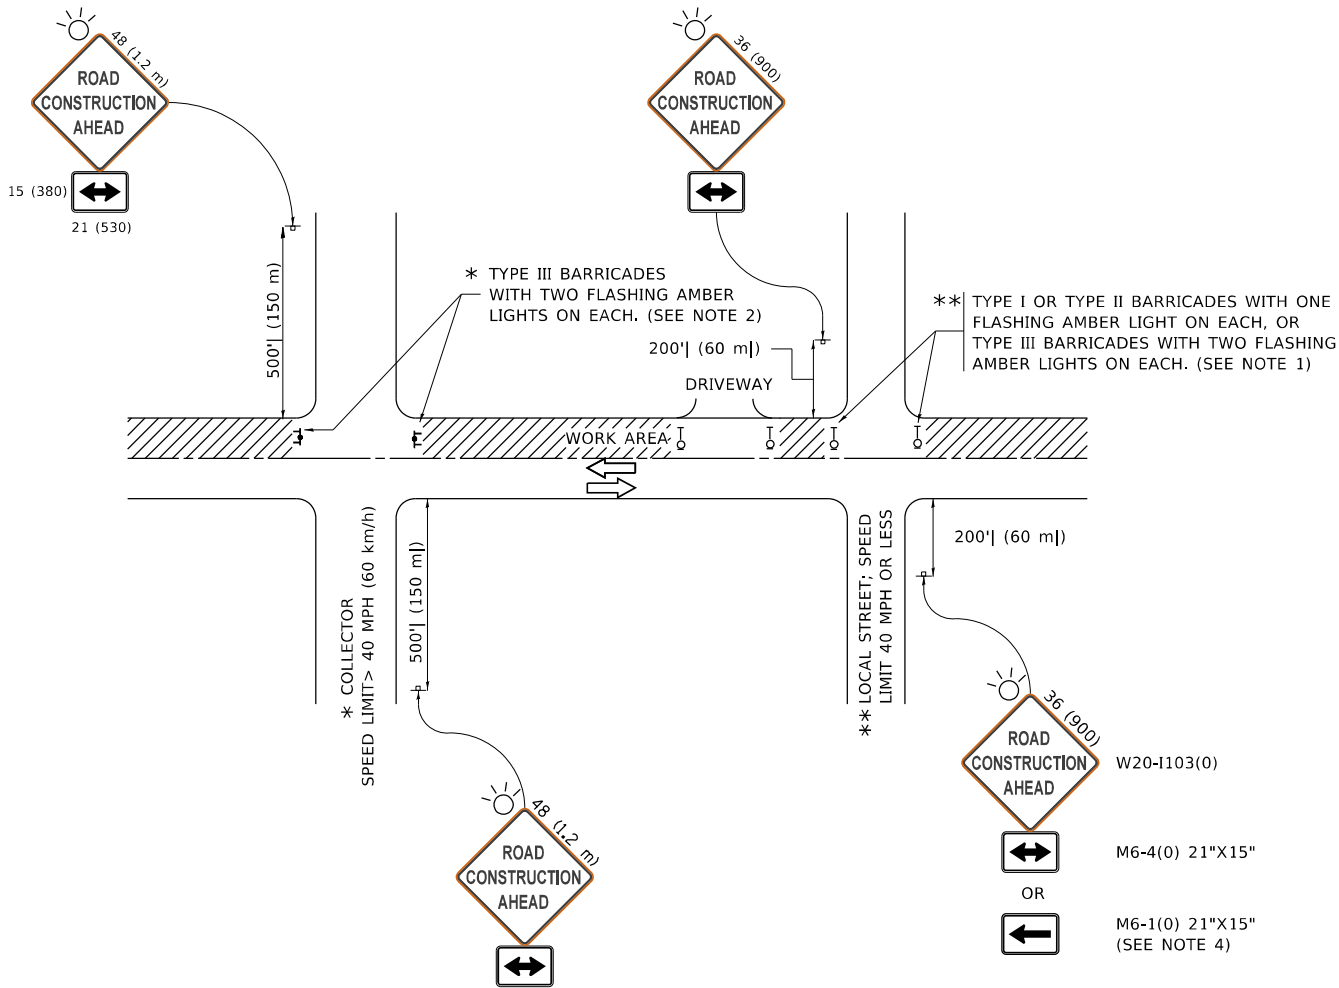 48
(1.2 m)
ROAD
CONSTRUCTION
AHEAD
15 (380)
21 (530)
36 (900)
ROAD
CONSTRUCTION
AHEAD
500'| (150 m)
* TYPE III BARRICADES
WITH TWO FLASHING AMBER
LIGHTS ON EACH. (SEE NOTE 2)
200'| (60 m|)
DRIVEWAY
** TYPE I OR TYPE II BARRICADES WITH ONE
FLASHING AMBER LIGHT ON EACH, OR
TYPE III BARRICADES WITH TWO FLASHING
AMBER LIGHTS ON EACH. (SEE NOTE 1)
WORK AREA
* COLLECTOR
SPEED LIMIT> 40 MPH (60 km/h)
500'| (150 m|)
** LOCAL STREET; SPEED
LIMIT 40 MPH OR LESS
200'| (60 m|)
48 (1.2 m)
ROAD
CONSTRUCTION
AHEAD
36 (900)
ROAD
CONSTRUCTION
AHEAD
W20-I103(0)
M6-4(0) 21"X15"
OR
M6-1(0) 21"X15"
(SEE NOTE 4)